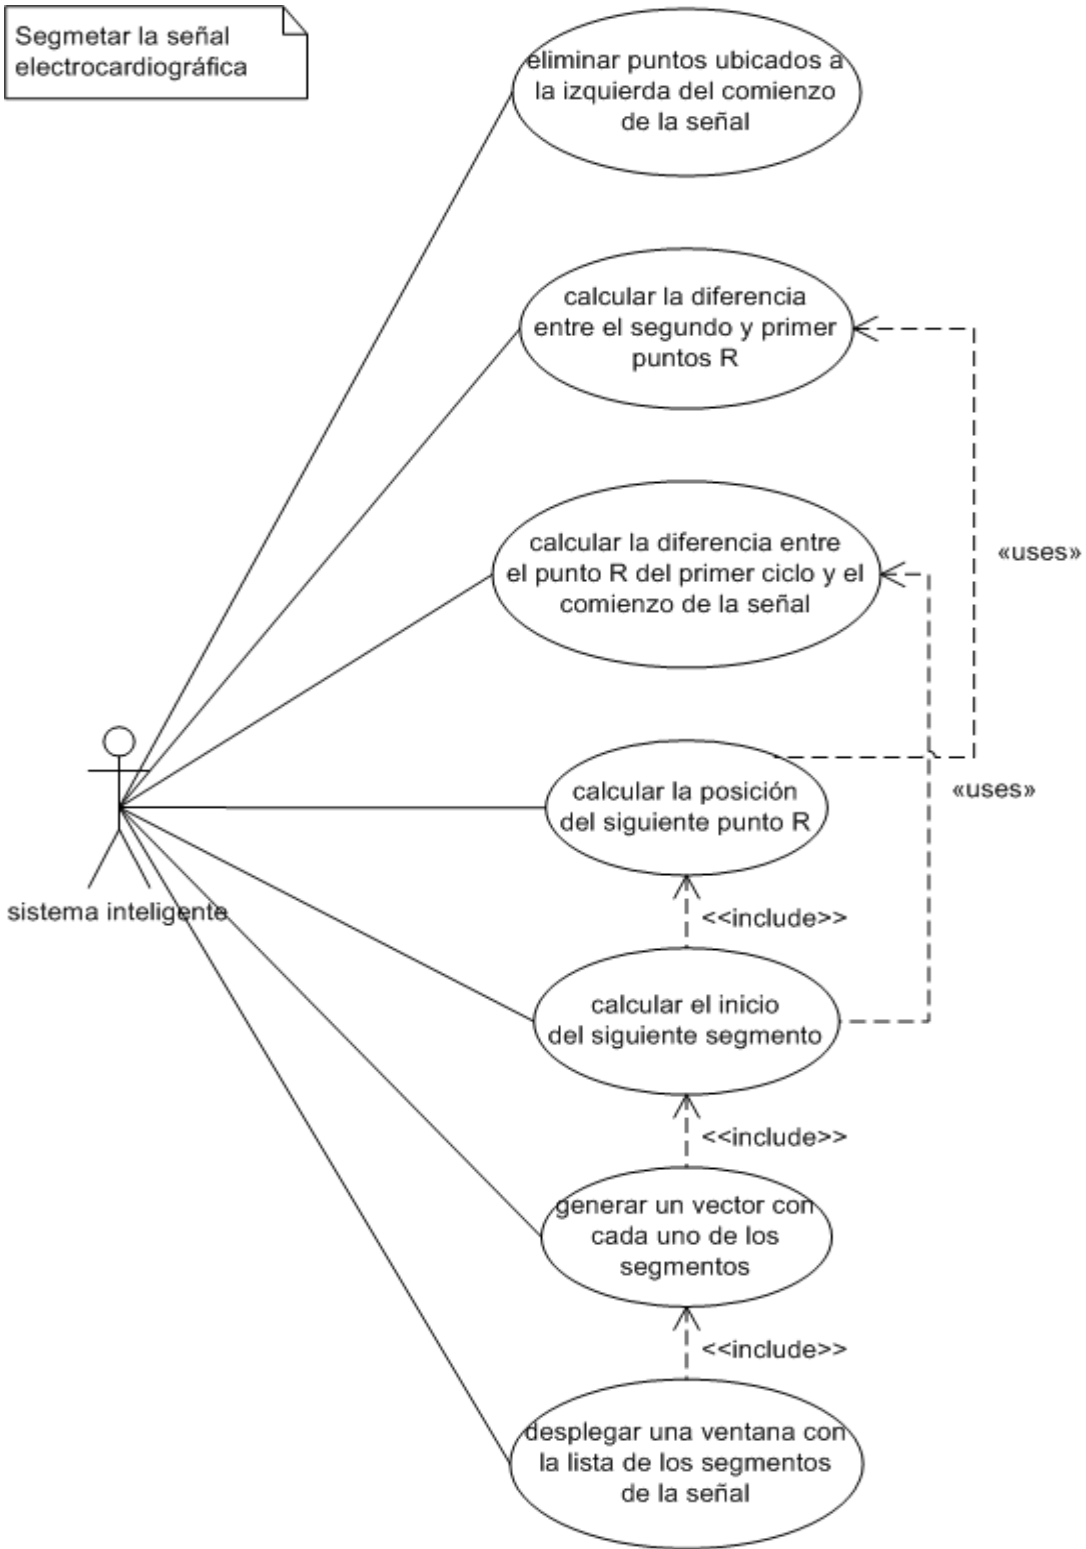 Segmetar la señal
electrocardiográfica
eliminar puntos ubicados a
la izquierda del comienzo
de la señal
calcular la diferencia
entre el segundo y primer
puntos R
«uses»
calcular la diferencia entre
el punto R del primer ciclo y el
comienzo de la señal
«uses»
calcular la posición
del siguiente punto R
sistema inteligente
<<include>>
calcular el inicio
del siguiente segmento
<<include>>
generar un vector con
cada uno de los
segmentos
<<include>>
desplegar una ventana con
la lista de los segmentos
de la señal